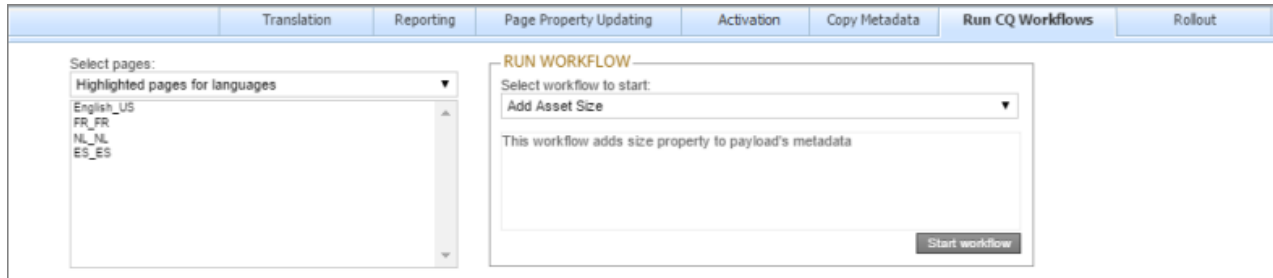 Translation
Reporting
Page Property Updating
Activation
Copy Metadata
Run CQ Workflows
Rollout
Select pages:
Highlighted pages for languages
English_US
FR_FR
NL_NL
ES_ES
RUN WORKFLOW
Select workflow to start:
Add Asset Size
This workflow adds size property to payload's metadata
Start workflow